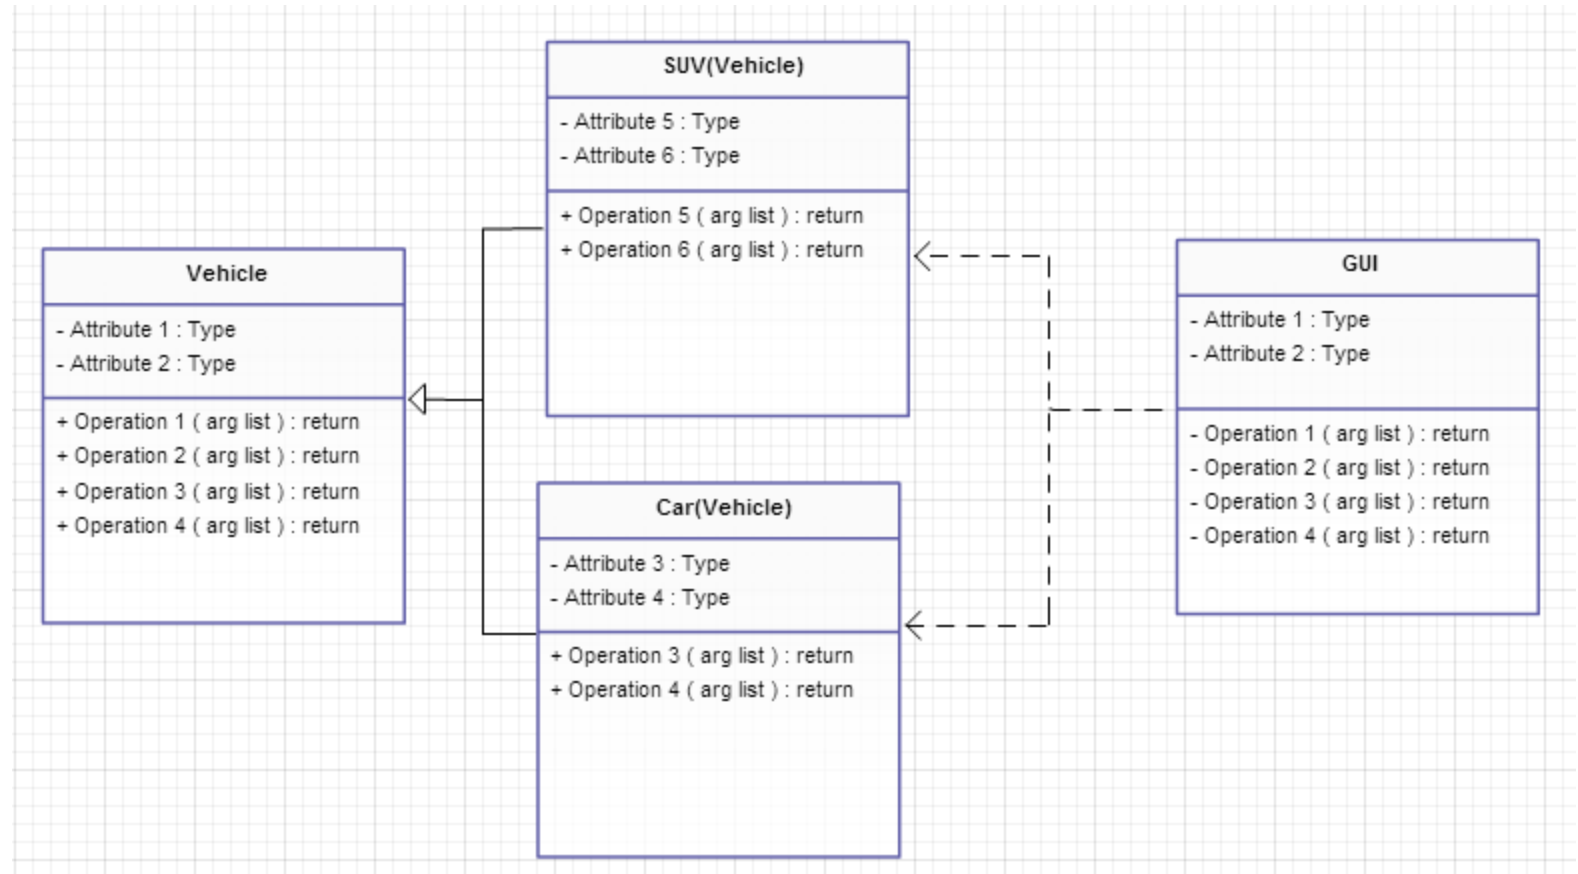 SUV(Vehicle)
- Attribute 5 : Type
- Attribute 6 : Type
+ Operation 5 ( arg list ) : return
+ Operation 6 ( arg list ) : return
Vehicle
- Attribute 1 : Type
- Attribute 2 : Type
+ Operation 1 ( arg list ) : return
+ Operation 2 ( arg list ) : return
+ Operation 3 ( arg list ) : return
+ Operation 4 ( arg list ) : return
GUI
- Attribute 1 : Type
- Attribute 2 : Type
- Operation 1 ( arg list ) : return
- Operation 2 ( arg list ) : return
- Operation 3 ( arg list ) : return
- Operation 4 ( arg list ) : return
Car(Vehicle)
- Attribute 3 : Type
- Attribute 4 : Type
+ Operation 3 ( arg list ) : return
+ Operation 4 ( arg list ) : return